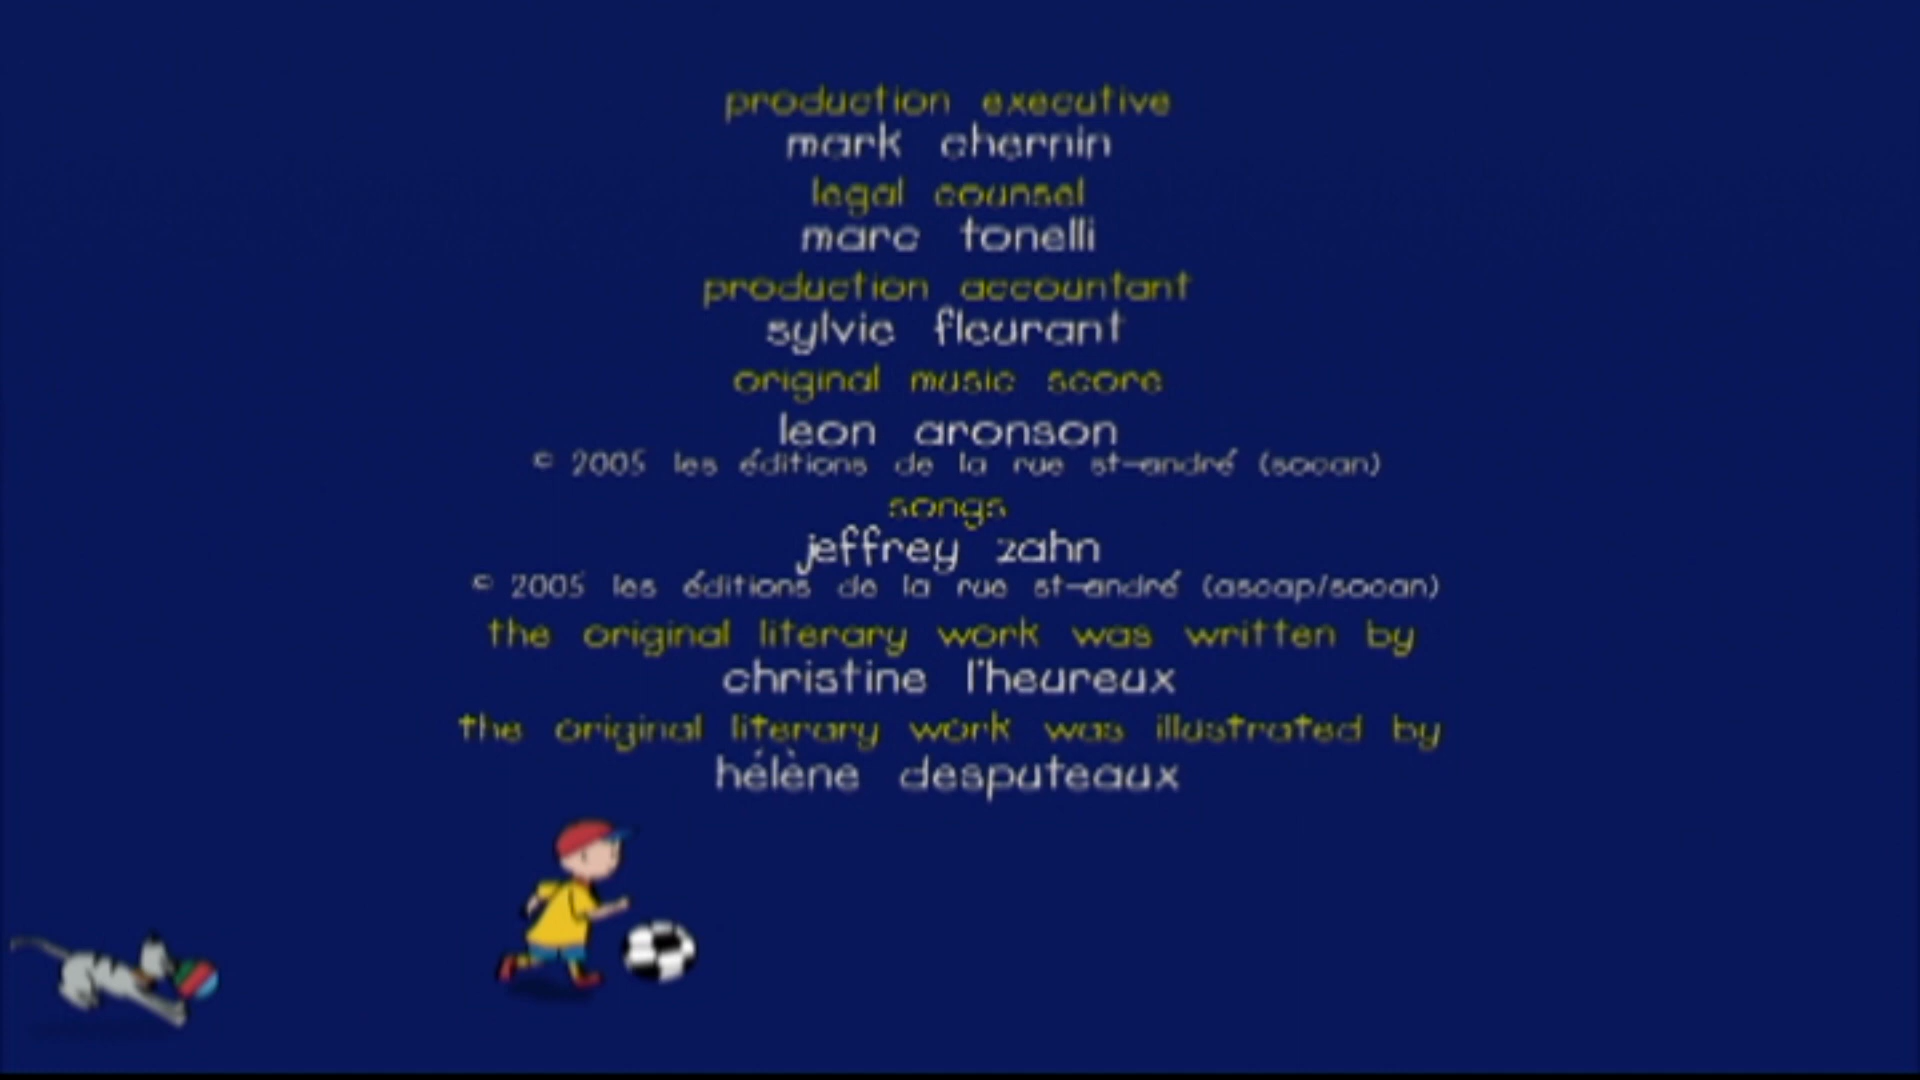 production executive
mark chernin
legal counsel
marc tonelli
production accountant
sylvie fleurant
original music score
leon aronson
© 2005 les éditions de la rue st-andré (socan)
songs
jeffrey zahn
© 2005 les éditions de la rue st-andré (ascap/socan)
the original literary work was written by
christine l'heureux
the original literary work was illustrated by
hélène desputeaux